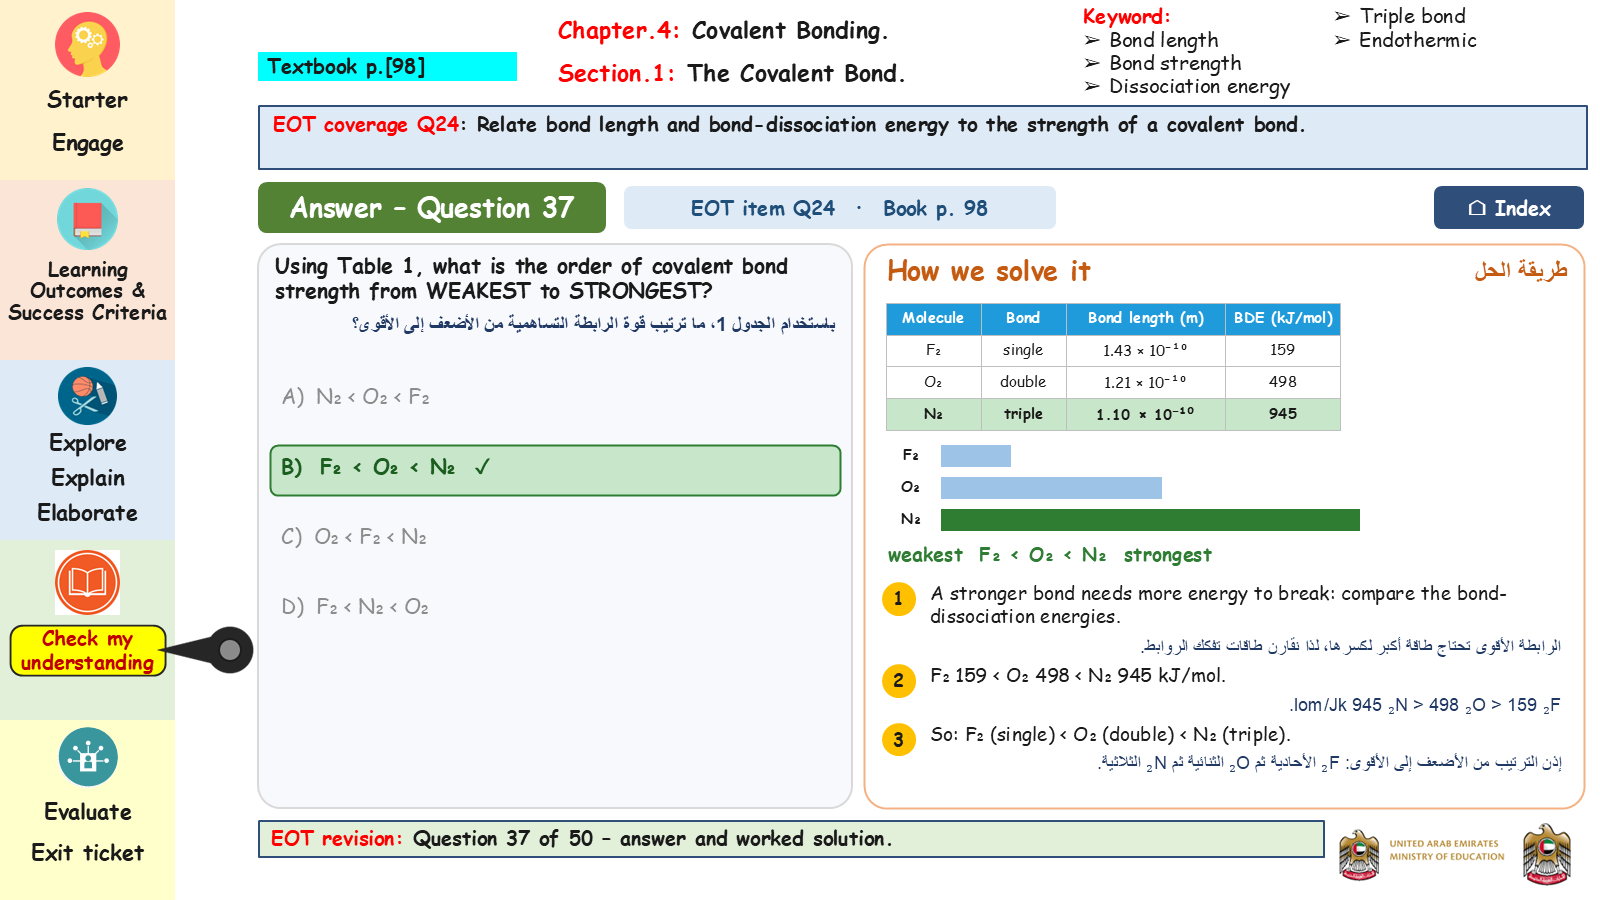 Starter
Engage
Learning
Outcomes &
Success Criteria
Explore
Explain
Elaborate
Check my
understanding
Evaluate
Exit ticket
Textbook p.[98]
Chapter.4: Covalent Bonding.
Section.1: The Covalent Bond.
Keyword:
➢ Bond length
➢ Bond strength
➢ Dissociation energy
➢ Triple bond
➢ Endothermic
EOT coverage Q24: Relate bond length and bond-dissociation energy to the strength of a covalent bond.
Answer – Question 37
EOT item Q24 · Book p. 98
☖ Index
Using Table 1, what is the order of covalent bond
strength from WEAKEST to STRONGEST?
باستخدام الجدول 1، ما ترتيب قوة الرابطة التساهمية من الأضعف إلى الأقوى؟
A) N₂ < O₂ < F₂
B) F₂ < O₂ < N₂ ✓
C) O₂ < F₂ < N₂
D) F₂ < N₂ < O₂
How we solve it
طريقة الحل
Molecule Bond Bond length (m) BDE (kJ/mol)
F₂ single 1.43 × 10⁻¹⁰ 159
O₂ double 1.21 × 10⁻¹⁰ 498
N₂ triple 1.10 × 10⁻¹⁰ 945
F₂
O₂
N₂
weakest F₂ < O₂ < N₂ strongest
1 A stronger bond needs more energy to break: compare the bond-
dissociation energies.
الرابطة الأقوى تحتاج طاقة أكبر لكسرها، لذا نقارن طاقات تفكك الروابط.
2 F₂ 159 < O₂ 498 < N₂ 945 kJ/mol.
.lom/Jk 945 ₂N > 498 ₂O > 159 ₂F
3 So: F₂ (single) < O₂ (double) < N₂ (triple).
إذن الترتيب من الأضعف إلى الأقوى: F₂ الأحادية ثم O₂ الثنائية ثم N₂ الثلاثية.
EOT revision: Question 37 of 50 – answer and worked solution.
UNITED ARAB EMIRATES
MINISTRY OF EDUCATION